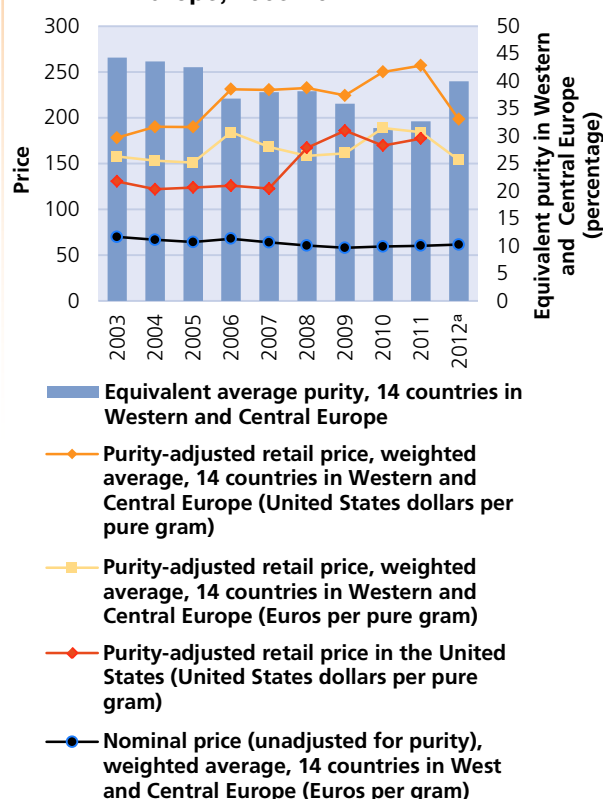 300
250
200
150
100
50
0
Price
50
45
40
35
30
25
20
15
10
5
0
Equivalent purity in Western
and Central Europe
(percentage)
2003
2004
2005
2006
2007
2008
2009
2010
2011
2012a
Equivalent average purity, 14 countries in
Western and Central Europe
Purity-adjusted retail price, weighted
average, 14 countries in Western and
Central Europe (United States dollars per
pure gram)
Purity-adjusted retail price, weighted
average, 14 countries in Western and
Central Europe (Euros per pure gram)
Purity-adjusted retail price in the United
States (United States dollars per pure
gram)
Nominal price (unadjusted for purity),
weighted average, 14 countries in West
and Central Europe (Euros per gram)